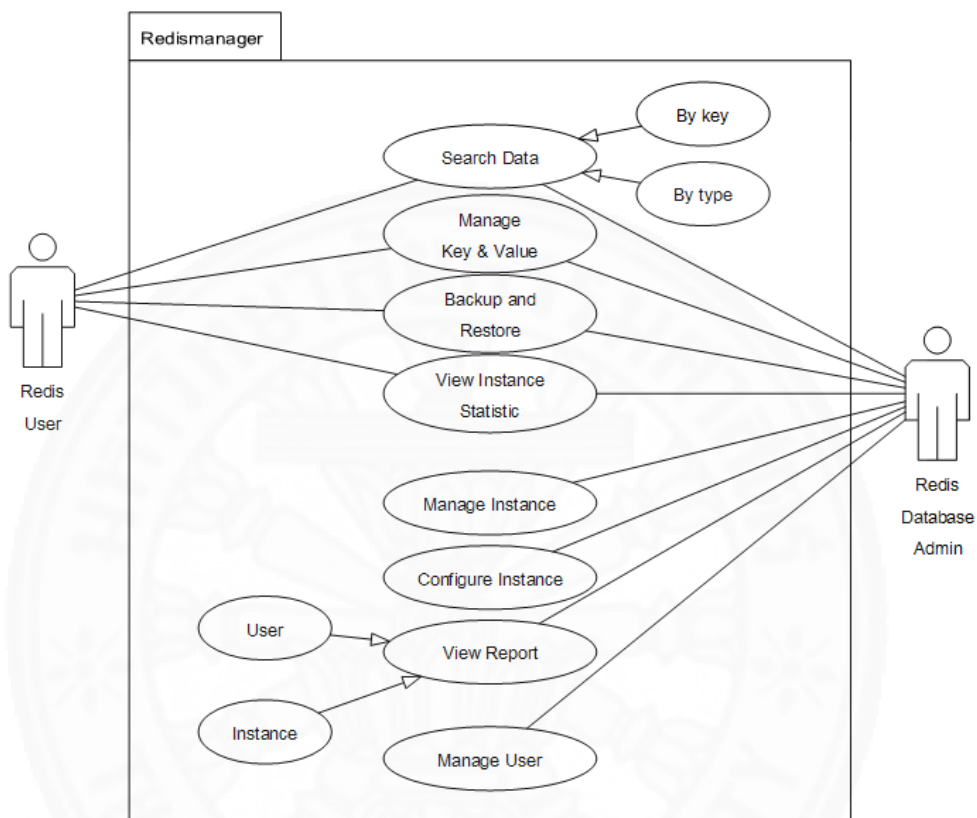 Redismanager
By key
Search Data
By type
Manage
Key & Value
Backup and
Restore
Redis
User
View Instance
Statistic
Redis
Database
Admin
Manage Instance
Configure Instance
User
View Report
Instance
Manage User